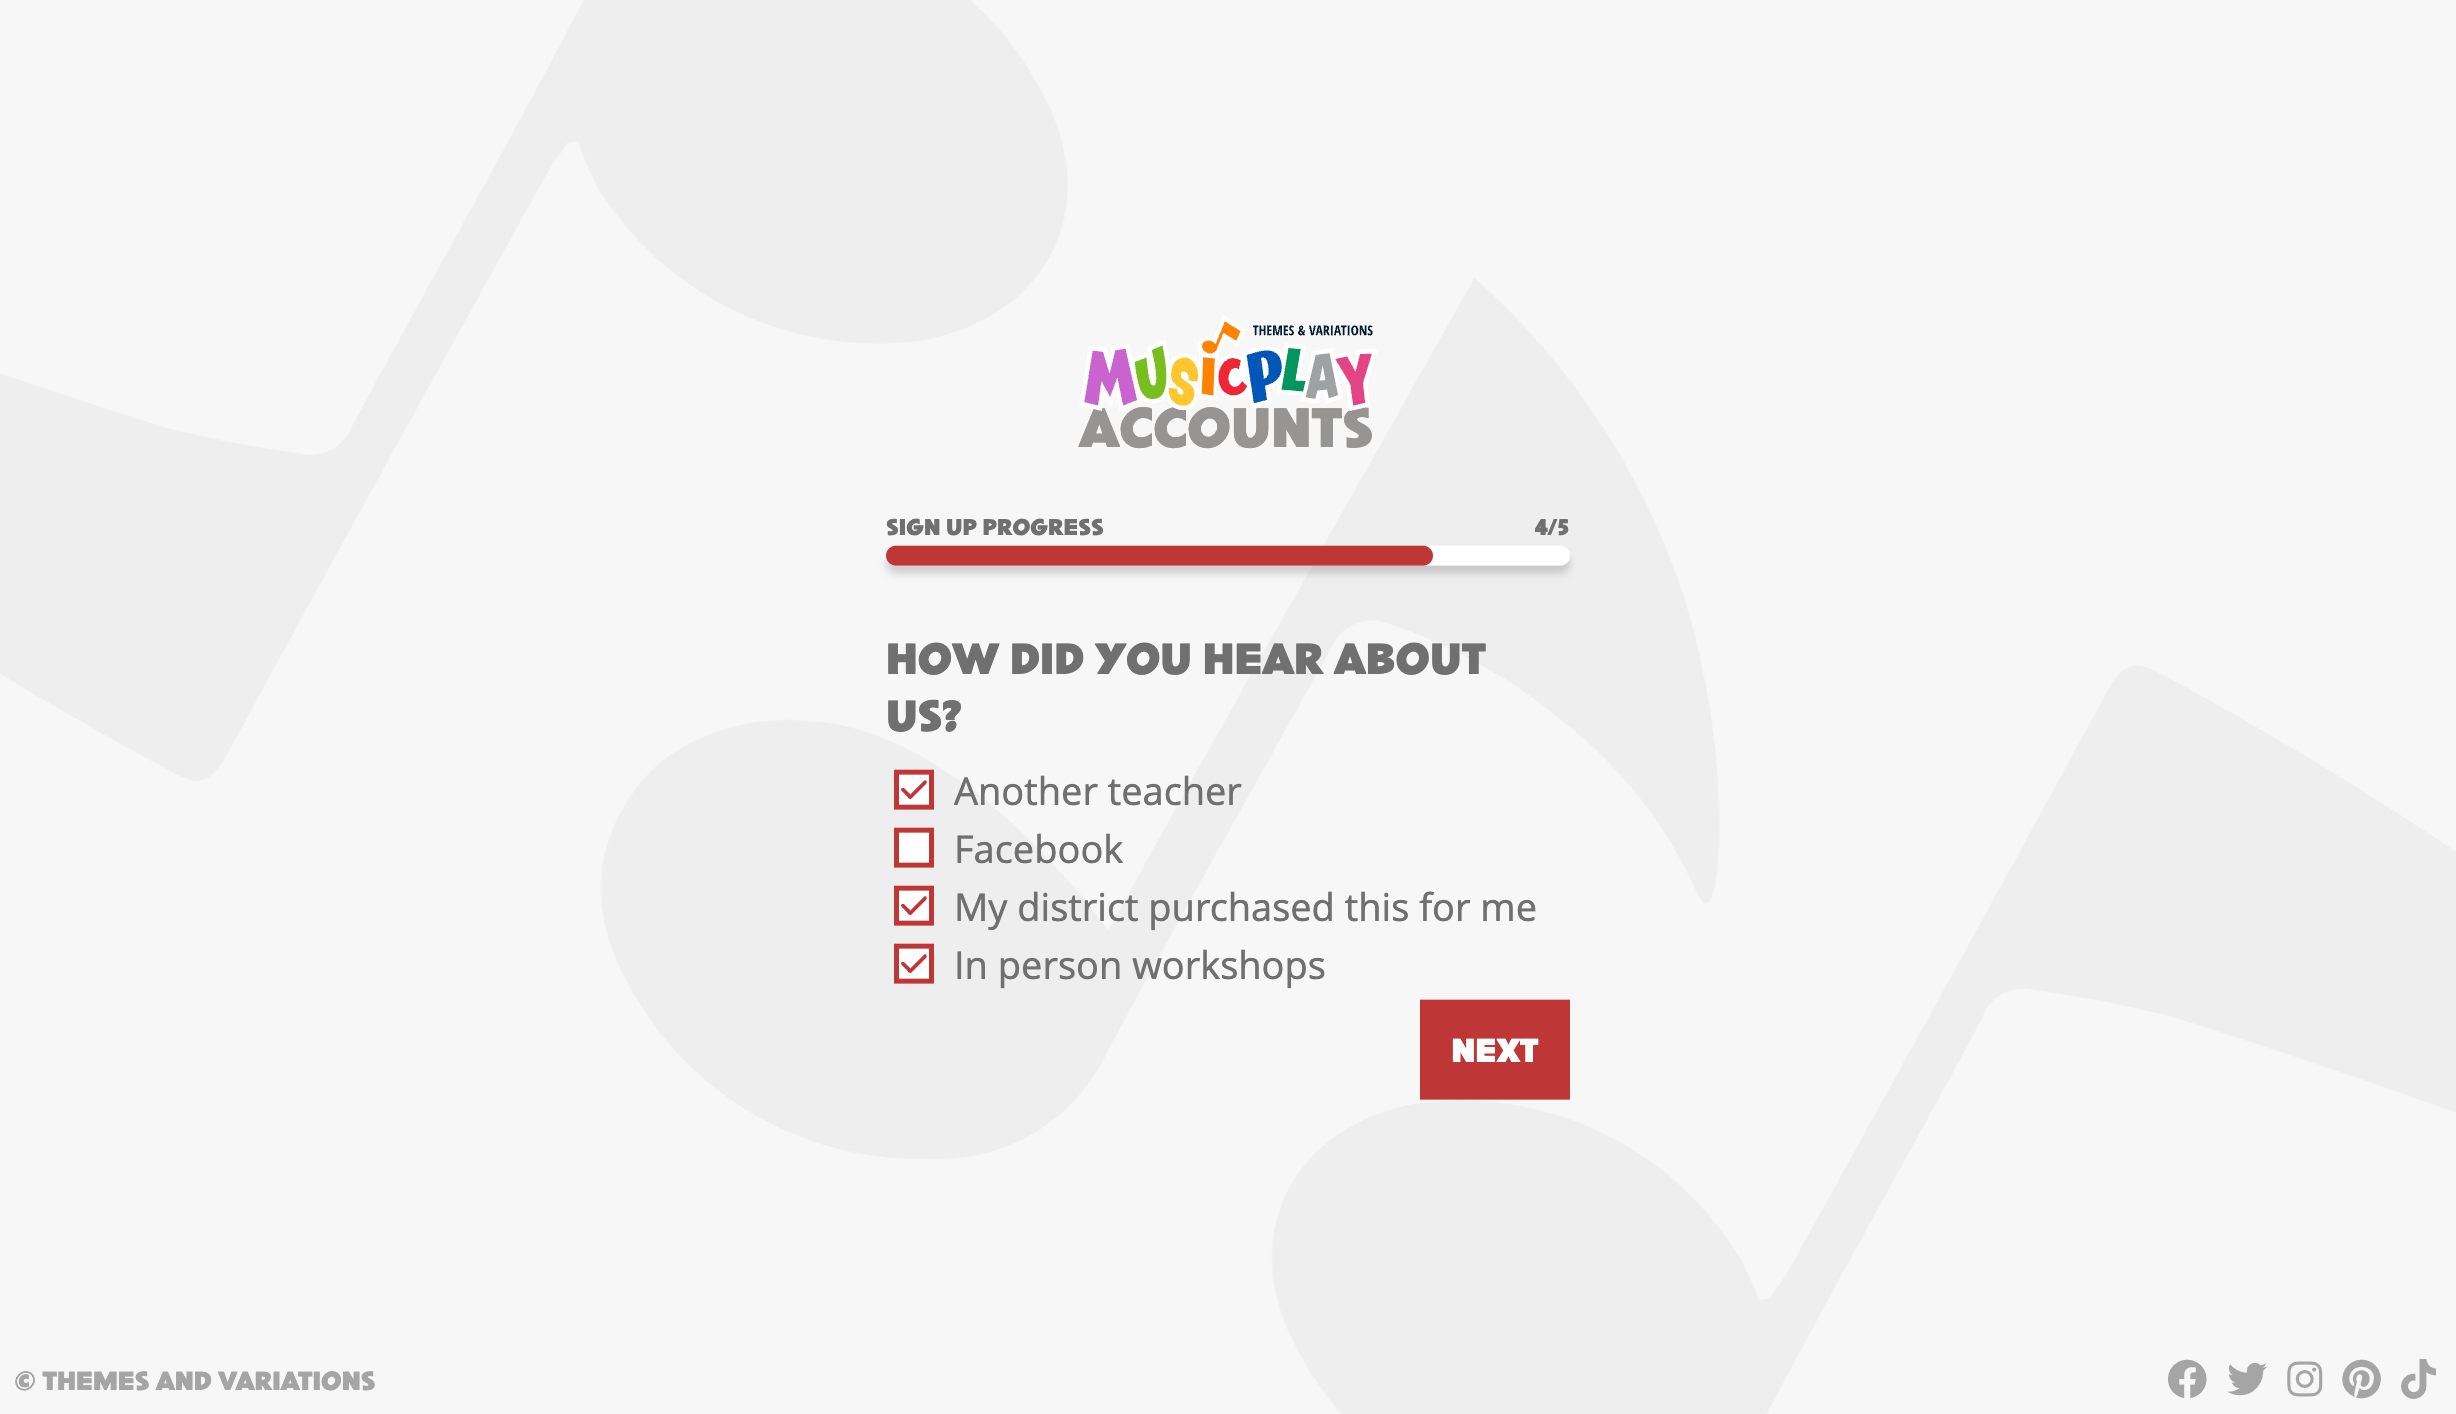 THEMES & VARIATIONS
MUSICPLAY
ACCOUNTS
SIGN UP PROGRESS 4/5
HOW DID YOU HEAR ABOUT
US?
Another teacher
Facebook
My district purchased this for me
In person workshops
NEXT
© THEMES AND VARIATIONS